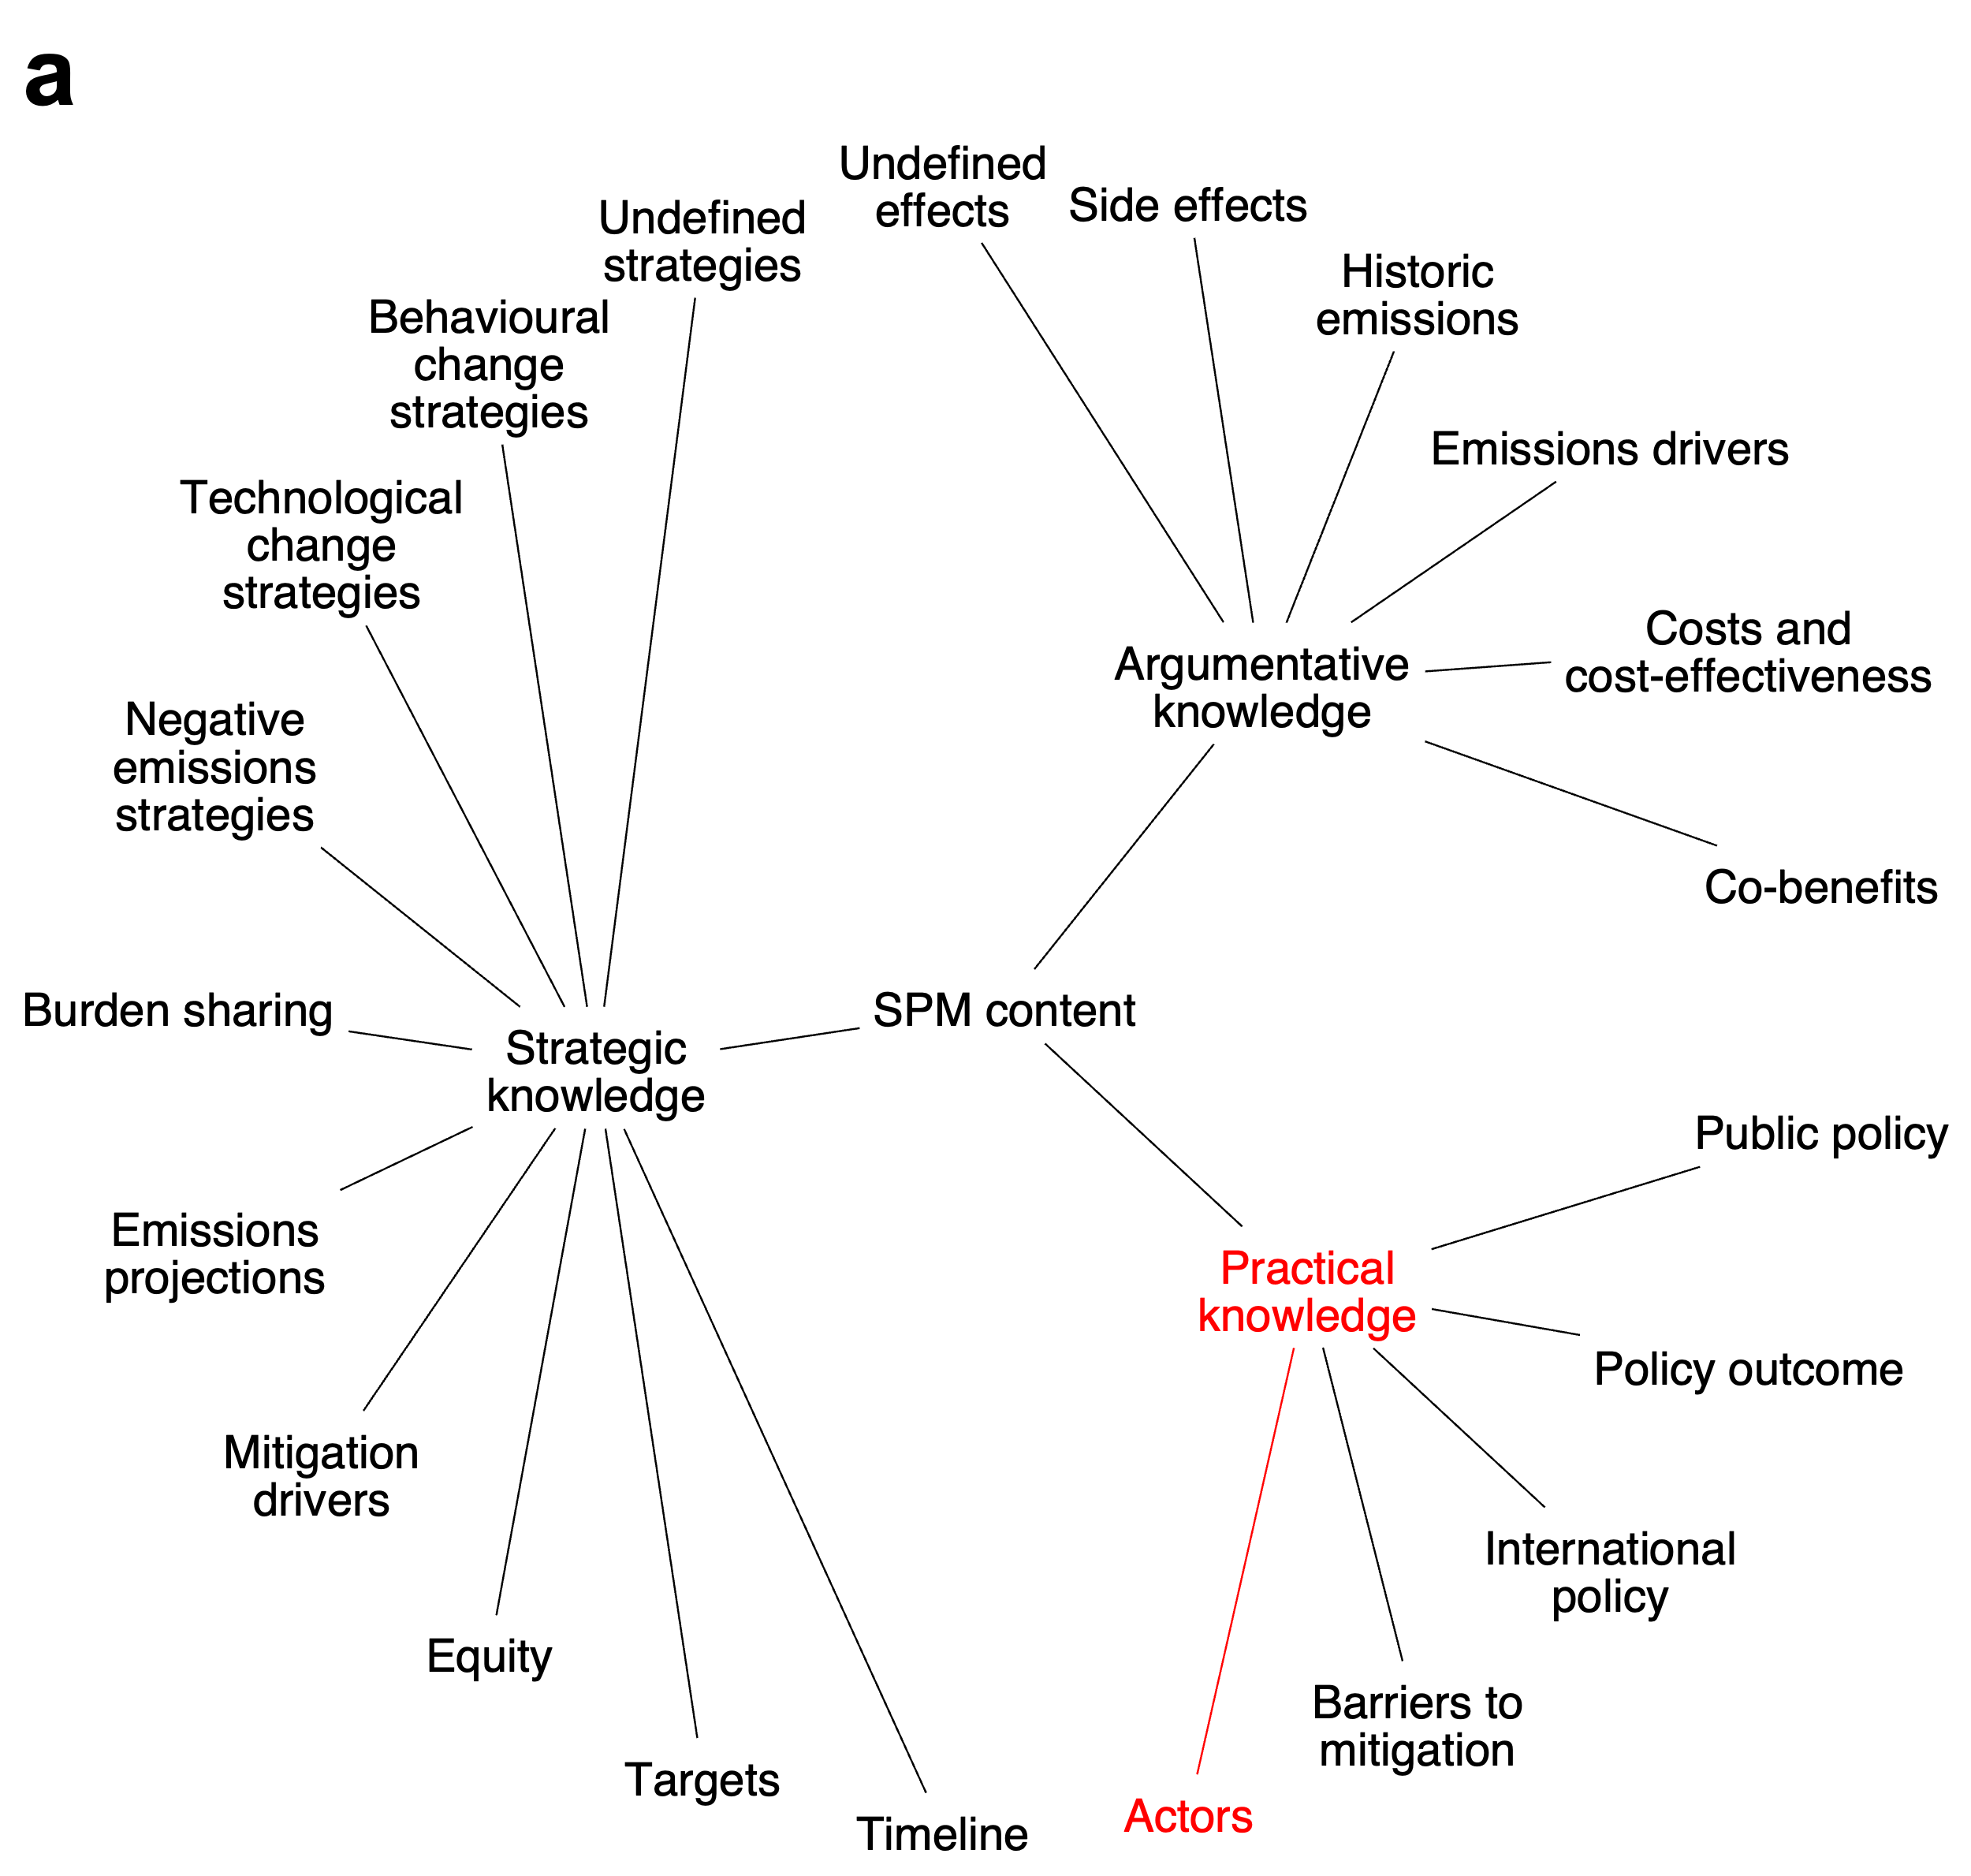 a
Undefined
effects
Side effects
Undefined
strategies
Historic
emissions
Behavioural
change
strategies
Emissions drivers
Technological
change
strategies
Costs and
cost-effectiveness
Argumentative
knowledge
Negative
emissions
strategies
Co-benefits
Burden sharing
SPM content
Strategic
knowledge
Public policy
Emissions
projections
Practical
knowledge
Policy outcome
Mitigation
drivers
International
policy
Equity
Barriers to
mitigation
Targets
Actors
Timeline